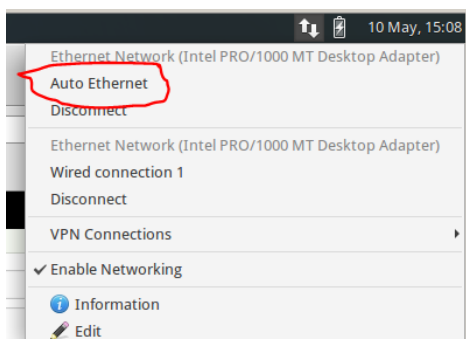 10 May, 15:08
Ethernet Network (Intel PRO/1000 MT Desktop Adapter)
Auto Ethernet
Disconnect
Ethernet Network (Intel PRO/1000 MT Desktop Adapter)
Wired connection 1
Disconnect
VPN Connections
Enable Networking
Information
Edit